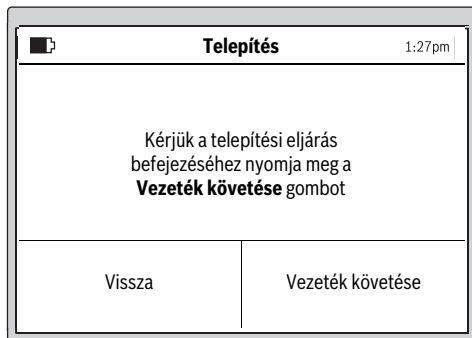 Telepítés 1:27pm
Kérjük a telepítési eljárás
befejezéséhez nyomja meg a
Vezeték követése gombot
Vissza Vezeték követése